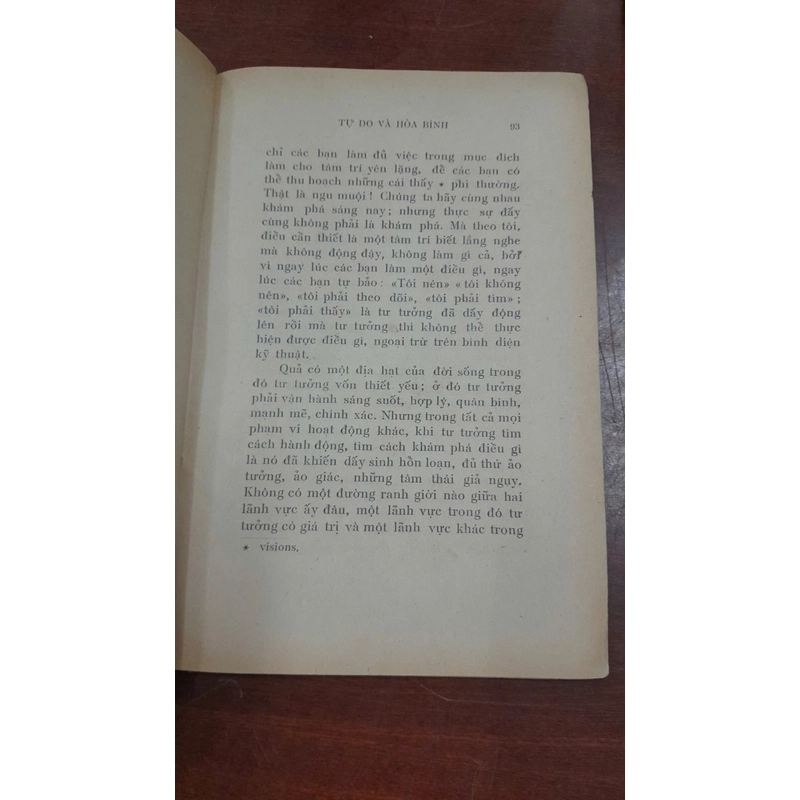 TỰ DO VÀ HÒA BÌNH 93
chỉ các bạn làm đủ việc trong mục đích
làm cho tâm trí yên lặng, để các bạn có
thể thu hoạch những cái thấy * phi thường.
Thật là ngu muội ! Chúng ta hãy cùng nhau
khám phá sáng nay ; nhưng thực sự đấy
cũng không phải là khám phá. Mà theo tôi,
điều cần thiết là một tâm trí biết lắng nghe
mà không động đậy, không làm gì cả, bởi
vì ngay lúc các bạn làm một điều gì, ngay
lúc các bạn tự bảo : «Tôi nên» «tôi không
nên», «tôi phải theo dõi», «tôi phải tìm» ;
«tôi phải thấy» là tư tưởng đã dấy động
lên rồi mà tư tưởng thì không thể thực
hiện được điều gì, ngoại trừ trên bình diện
kỹ thuật.
Quả có một địa hạt của đời sống trong
đó tư tưởng vốn thiết yếu ; ở đó tư tưởng
phải vận hành sáng suốt, hợp lý, quân bình,
mạnh mẽ, chính xác. Nhưng trong tất cả mọi
phạm vi hoạt động khác, khi tư tưởng tìm
cách hành động, tìm cách khám phá điều gì
là nó đã khiến dấy sinh hỗn loạn, đủ thứ ảo
tưởng, ảo giác, những tâm thái giả ngụy.
Không có một đường ranh giới nào giữa hai
lãnh vực ấy đâu, một lãnh vực trong đó tư
tưởng có giá trị và một lãnh vực khác trong
* visions.